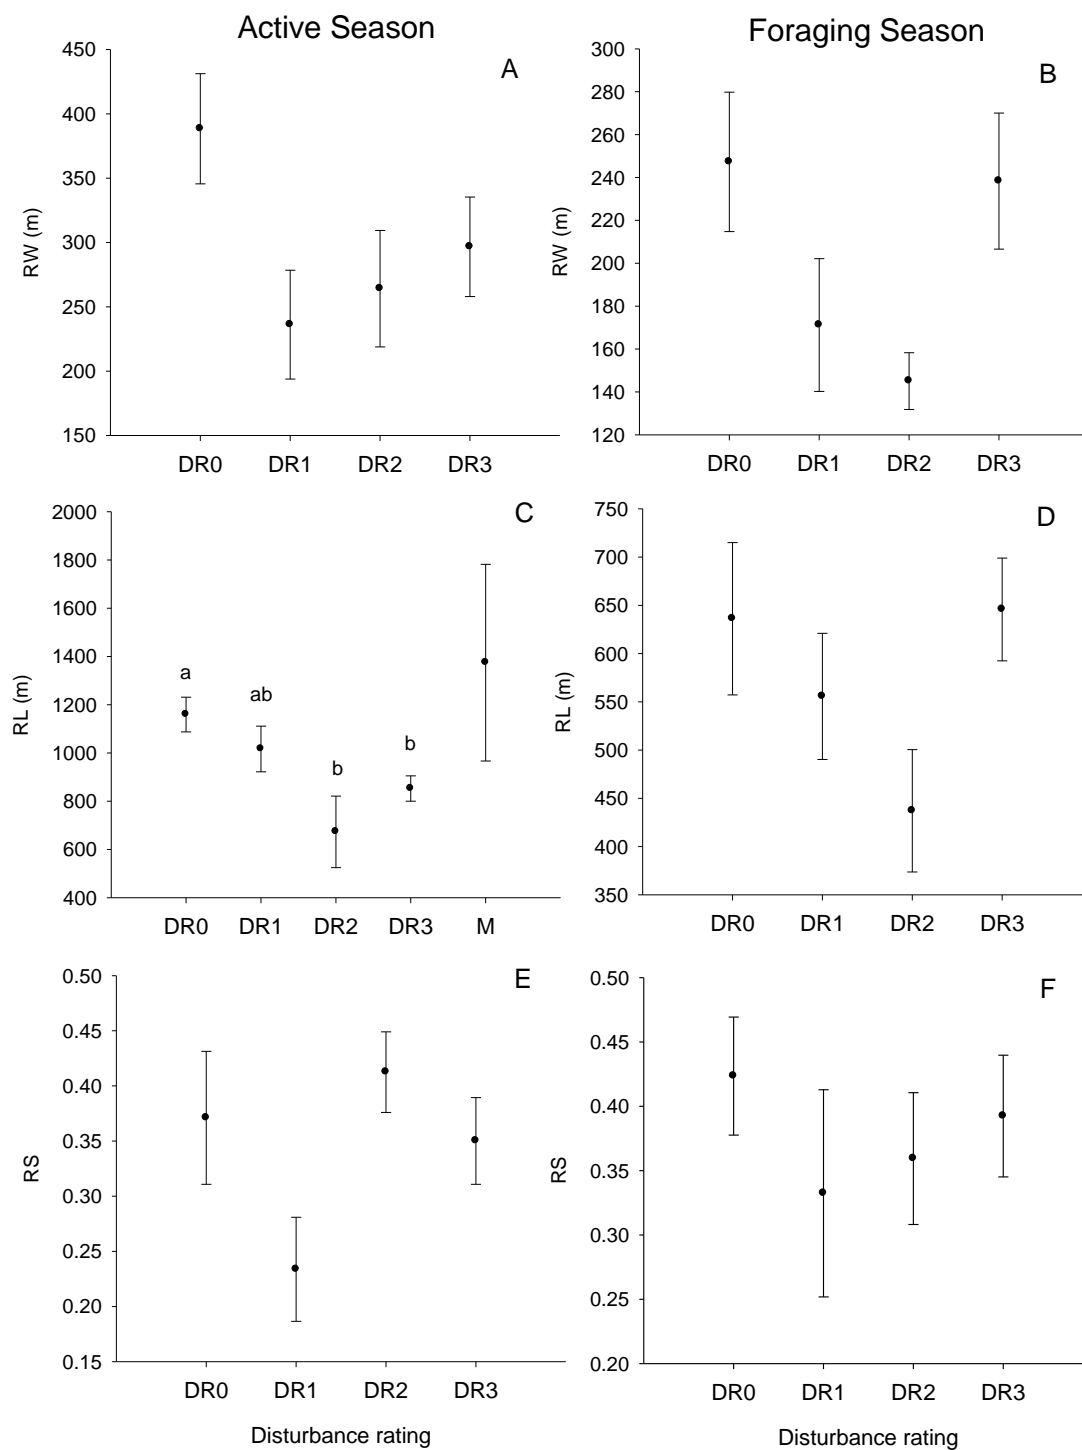 Active Season
Foraging Season
A
450
400
350
300
250
200
150
RW (m)
DR0 DR1 DR2 DR3
B
300
280
260
240
220
200
180
160
140
120
RW (m)
DR0 DR1 DR2 DR3
C
2000
1800
1600
1400
1200
1000
800
600
400
RL (m)
a
ab
b
b
DR0 DR1 DR2 DR3 M
D
750
700
650
600
550
500
450
400
350
RL (m)
DR0 DR1 DR2 DR3
E
0.50
0.45
0.40
0.35
0.30
0.25
0.20
0.15
RS
DR0 DR1 DR2 DR3
Disturbance rating
F
0.50
0.45
0.40
0.35
0.30
0.25
0.20
RS
DR0 DR1 DR2 DR3
Disturbance rating